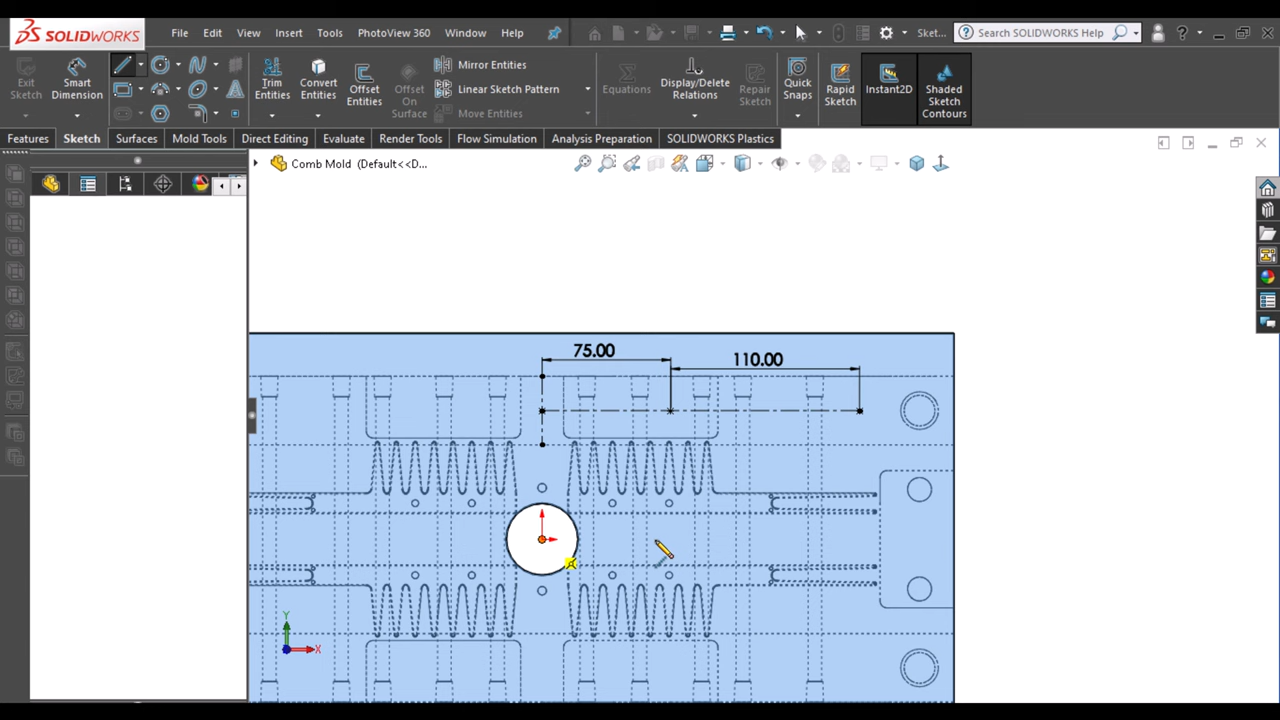 SOLIDWORKS File Edit View Insert Tools PhotoView 360 Window Help Sket... SOLIDWORKS Help ?
Exit Sketch
Smart Dimension
Trim Entities
Convert Entities
Offset Entities
Offset On Surface
Mirror Entities
Linear Sketch Pattern
Move Entities
Equations
Display/Delete Relations
Repair Sketch
Quick Snaps
Rapid Sketch
Instant2D
Shaded Sketch Contours
Features Sketch Surfaces Mold Tools Direct Editing Evaluate Render Tools Flow Simulation Analysis Preparation SOLIDWORKS Plastics
Comb Mold (Default<<D...
75.00
110.00
Y
X